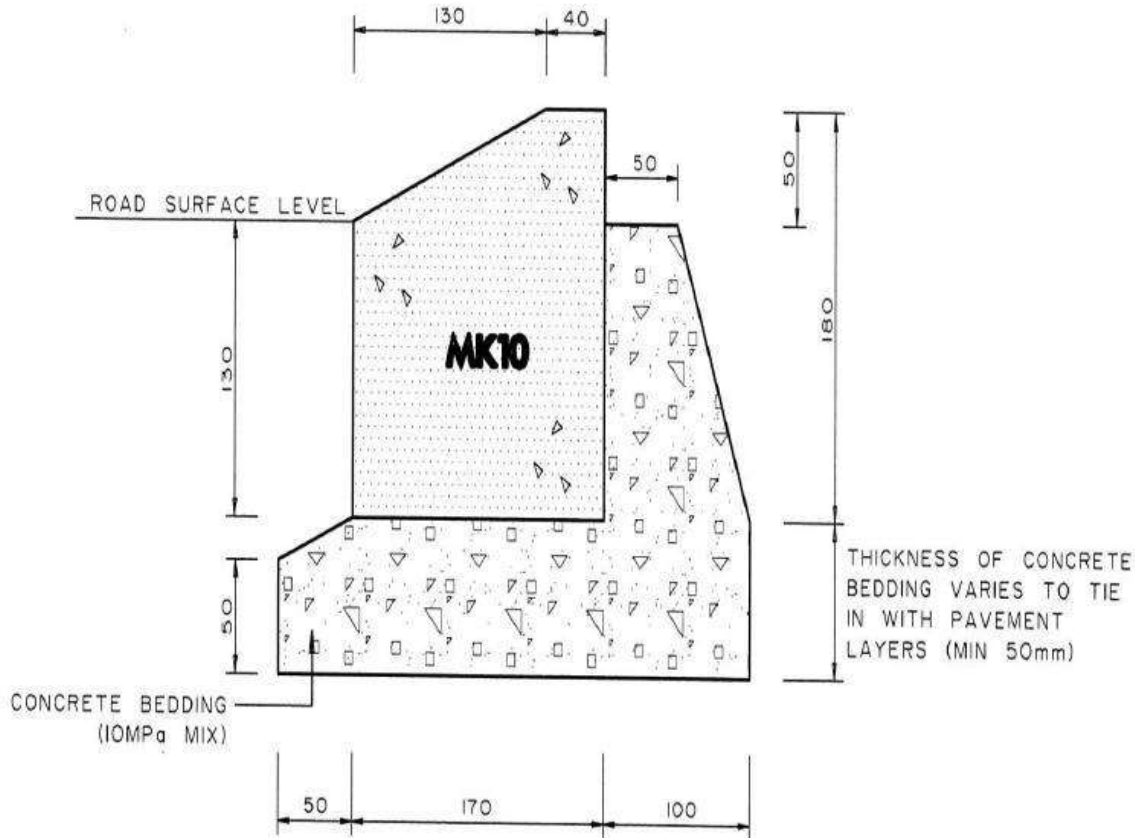 130
40
50
50
ROAD SURFACE LEVEL
180
130
MK10
THICKNESS OF CONCRETE
BEDDING VARIES TO TIE
IN WITH PAVEMENT
LAYERS (MIN 50mm)
50
CONCRETE BEDDING
(10MPa MIX)
50
170
100